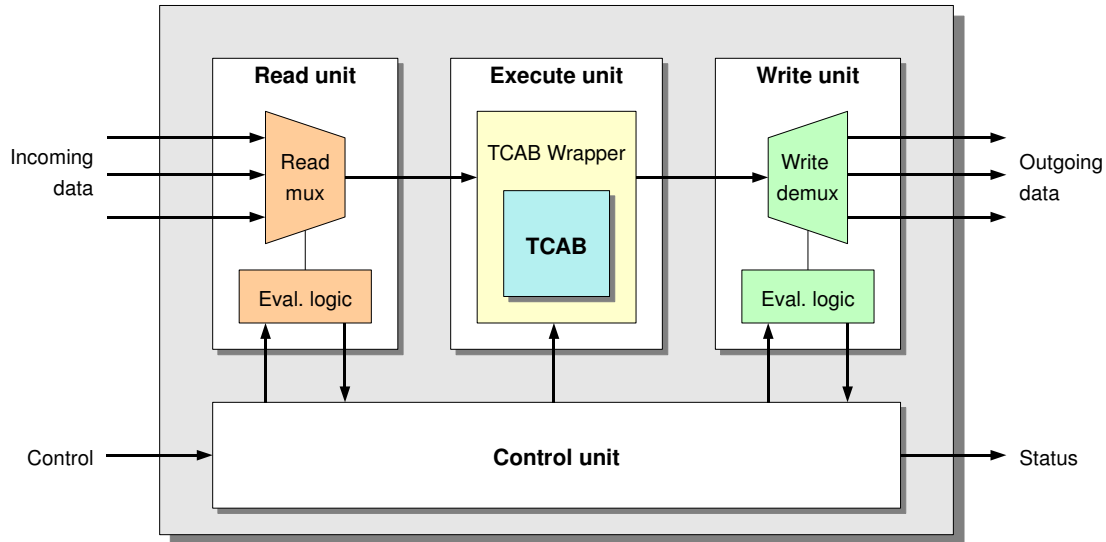 Read unit
Execute unit
Write unit
Incoming
data
Read
mux
TCAB Wrapper
TCAB
Write
demux
Outgoing
data
Eval. logic
Eval. logic
Control
Control unit
Status